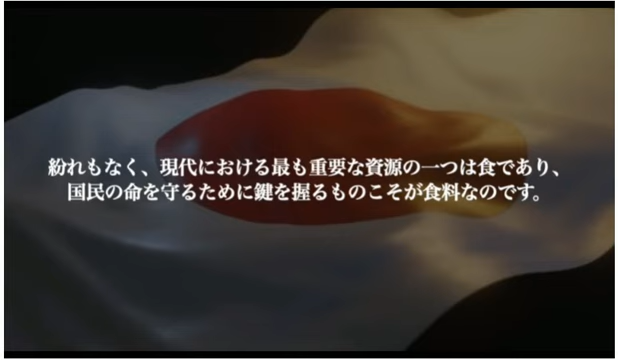 紛れもなく、現代における最も重要な資源の一つは食であり、
国民の命を守るために鍵を握るものこそが食料なのです。